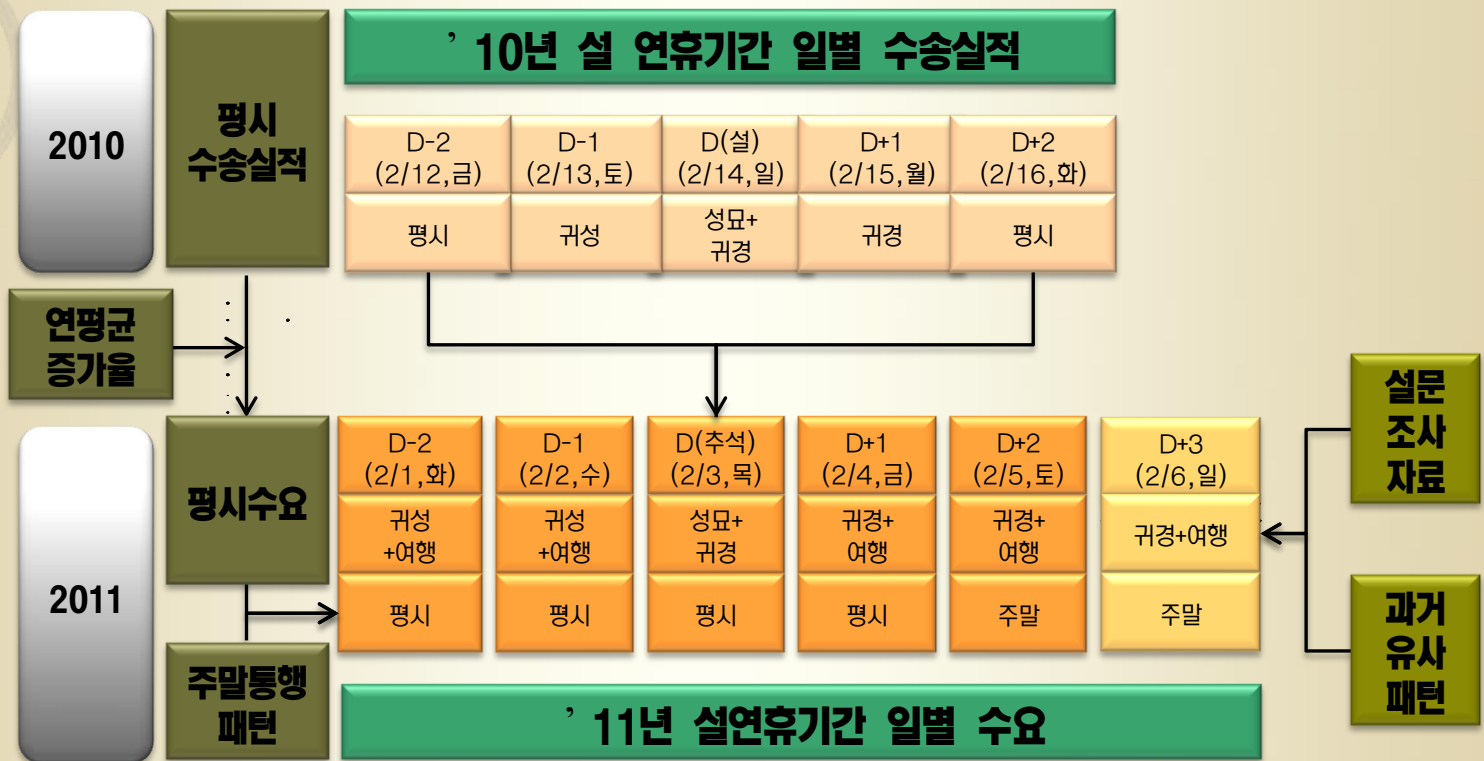 ’10년 설 연휴기간 일별 수송실적
2010
평시
수송실적
D-2
(2/12,금)
D-1
(2/13,토)
D(설)
(2/14,일)
D+1
(2/15,월)
D+2
(2/16,화)
평시
귀성
성묘+
귀경
귀경
평시
연평균
증가율
2011
평시수요
주말통행
패턴
D-2
(2/1,화)
D-1
(2/2,수)
D(추석)
(2/3,목)
D+1
(2/4,금)
D+2
(2/5,토)
D+3
(2/6,일)
귀성
+여행
귀성
+여행
성묘+
귀경
귀경+
여행
귀경+
여행
귀경+여행
평시
평시
평시
평시
주말
주말
설문
조사
자료
과거
유사
패턴
’11년 설연휴기간 일별 수요